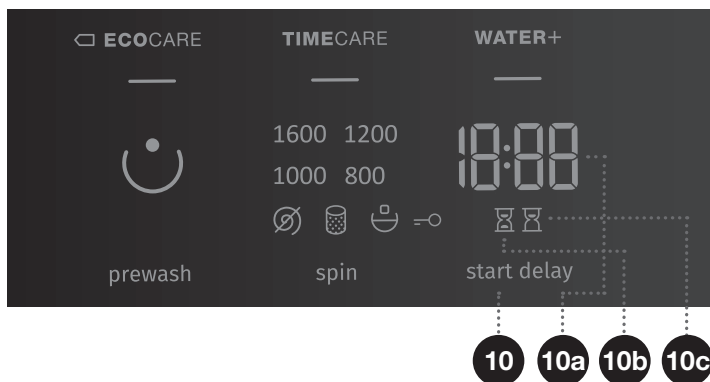 ECOCARE TIMECARE WATER+
1600 1200 18:88
1000 800
prewash spin start delay
10 10a 10b 10c